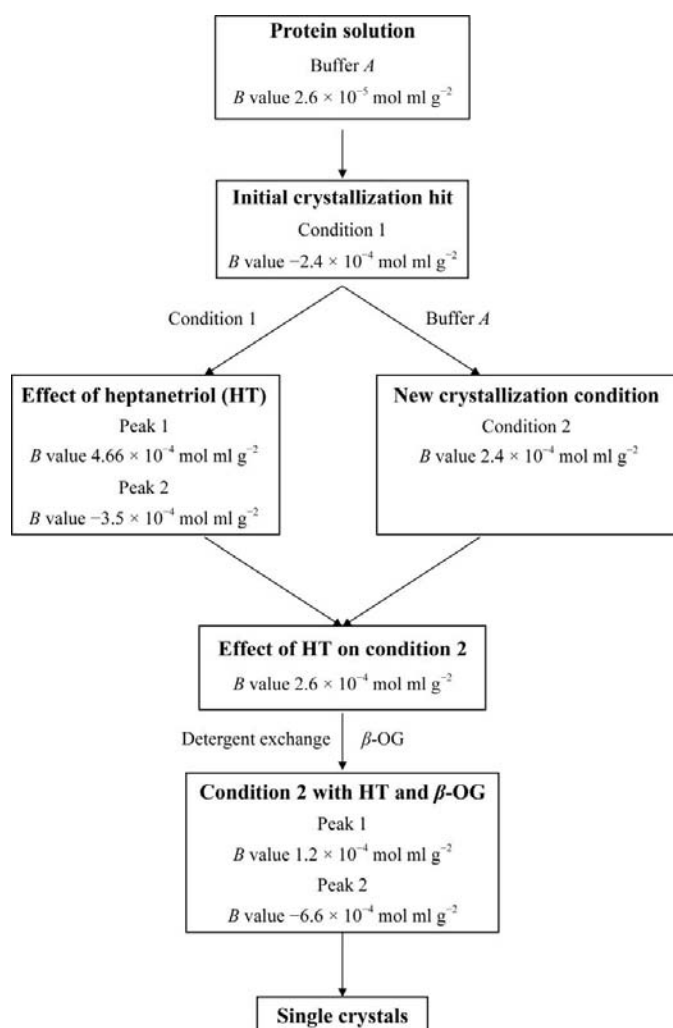 Protein solution
Buffer A
B value 2.6 × 10⁻⁵ mol ml g⁻²
Initial crystallization hit
Condition 1
B value −2.4 × 10⁻⁴ mol ml g⁻²
Condition 1
Buffer A
Effect of heptanetriol (HT)
Peak 1
B value 4.66 × 10⁻⁴ mol ml g⁻²
Peak 2
B value −3.5 × 10⁻⁴ mol ml g⁻²
New crystallization condition
Condition 2
B value 2.4 × 10⁻⁴ mol ml g⁻²
Effect of HT on condition 2
B value 2.6 × 10⁻⁴ mol ml g⁻²
Detergent exchange
β-OG
Condition 2 with HT and β-OG
Peak 1
B value 1.2 × 10⁻⁴ mol ml g⁻²
Peak 2
B value −6.6 × 10⁻⁴ mol ml g⁻²
Single crystals